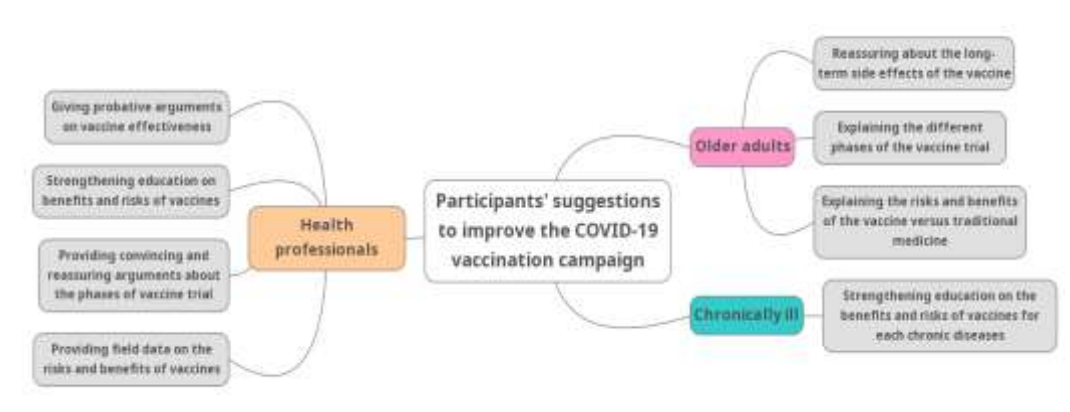 Participants' suggestions
to improve the COVID-19
vaccination campaign
Health
professionals
Giving probative arguments
on vaccine effectiveness
Strengthening education on
benefits and risks of vaccines
Providing convincing and
reassuring arguments about
the phases of vaccine trial
Providing field data on the
risks and benefits of vaccines
Older adults
Reassuring about the long-
term side effects of the vaccine
Explaining the different
phases of the vaccine trial
Explaining the risks and benefits
of the vaccine versus traditional
medicine
Chronically ill
Strengthening education on the
benefits and risks of vaccines for
each chronic diseases